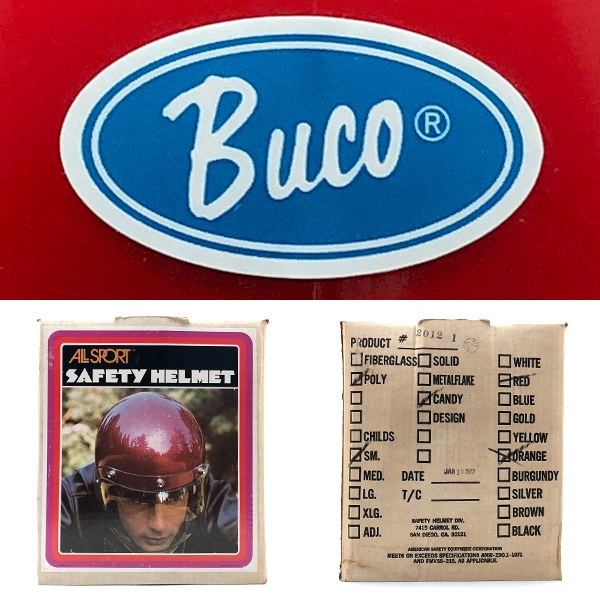 Buco®
ALL SPORT
SAFETY HELMET
PRODUCT # 2012 1
FIBERGLASS SOLID WHITE
POLY METALFLAKE RED
CANDY BLUE
DESIGN GOLD
CHILDS YELLOW
SM. ORANGE
MED. DATE JAN 10 1977 BURGUNDY
LG. T/C SILVER
XLG. BROWN
ADJ. BLACK
SAFETY HELMET DIV.
7415 CARROL RD.
SAN DIEGO, CA. 92121
AMERICAN SAFETY EQUIPMENT CORPORATION
MEETS OR EXCEEDS SPECIFICATIONS ANSI-Z90.1-1971
AND FMVSS-218, AS APPLICABLE.